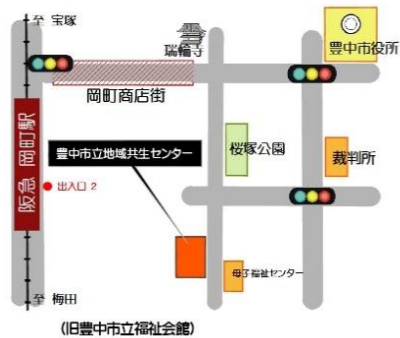 至 宝塚
瑞輪寺
豊中市役所
岡町商店街
阪急 岡町駅
豊中市立地域共生センター
桜塚公園
裁判所
出入口 2
母子福祉センター
至 梅田
(旧豊中市立福祉会館)